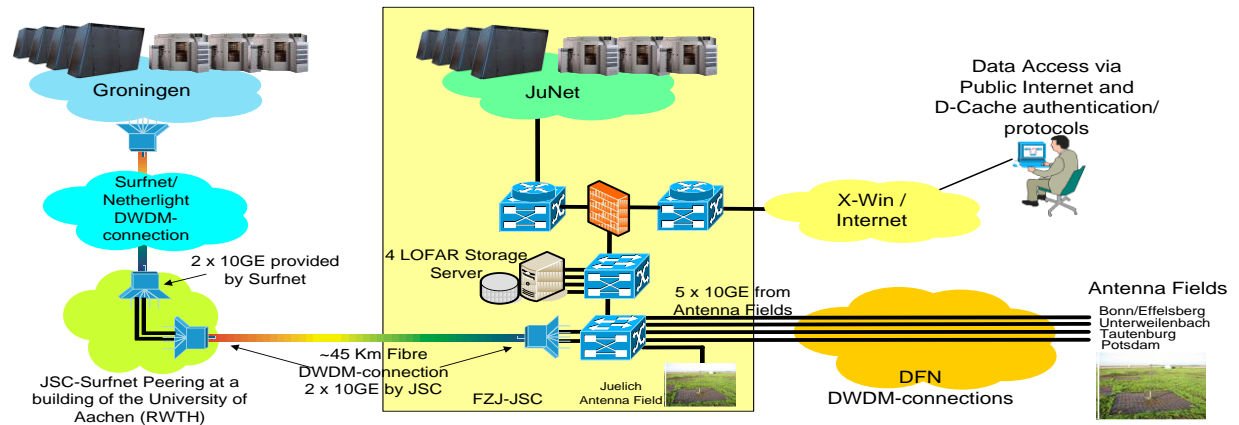 Groningen
Surfnet/
Netherlight
DWDM-
connection
2 x 10GE provided
by Surfnet
JSC-Surfnet Peering at a
building of the University of
Aachen (RWTH)
~45 Km Fibre
DWDM-connection
2 x 10GE by JSC
JuNet
4 LOFAR Storage
Server
5 x 10GE from
Antenna Fields
FZJ-JSC
Juelich
Antenna Field
X-Win /
Internet
Data Access via
Public Internet and
D-Cache authentication/
protocols
DFN
DWDM-connections
Antenna Fields
Bonn/Effelsberg
Unterweilenbach
Tautenburg
Potsdam